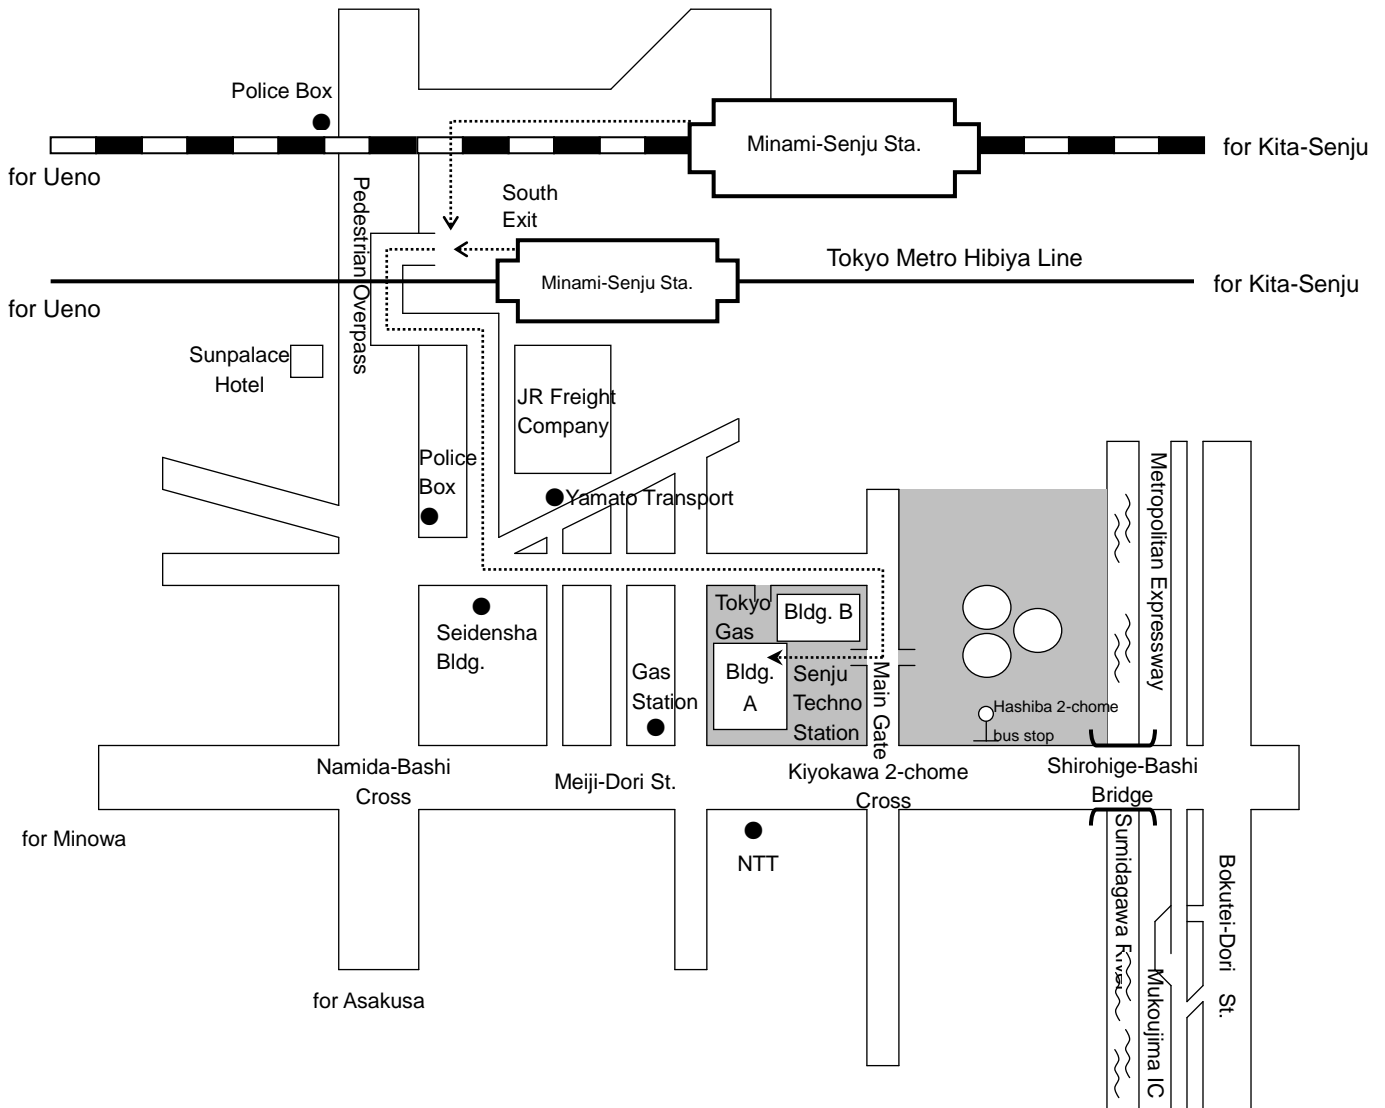 Police Box
Minami-Senju Sta.
for Kita-Senju
for Ueno
South
Exit
Pedestrian Overpass
Tokyo Metro Hibiya Line
Minami-Senju Sta.
for Kita-Senju
for Ueno
Sunpalace
Hotel
JR Freight
Company
Police
Box
Yamato Transport
Metropolitan Expressway
Tokyo
Gas
Bldg. B
Seidensha
Bldg.
Gas
Station
Bldg.
A
Senju
Techno
Station
Main Gate
Hashiba 2-chome
bus stop
Namida-Bashi
Cross
Meiji-Dori St.
Kiyokawa 2-chome
Cross
Shirohige-Bashi
Bridge
for Minowa
NTT
Sumidagawa River
Bokutei-Dori St.
Mukoujima IC
for Asakusa